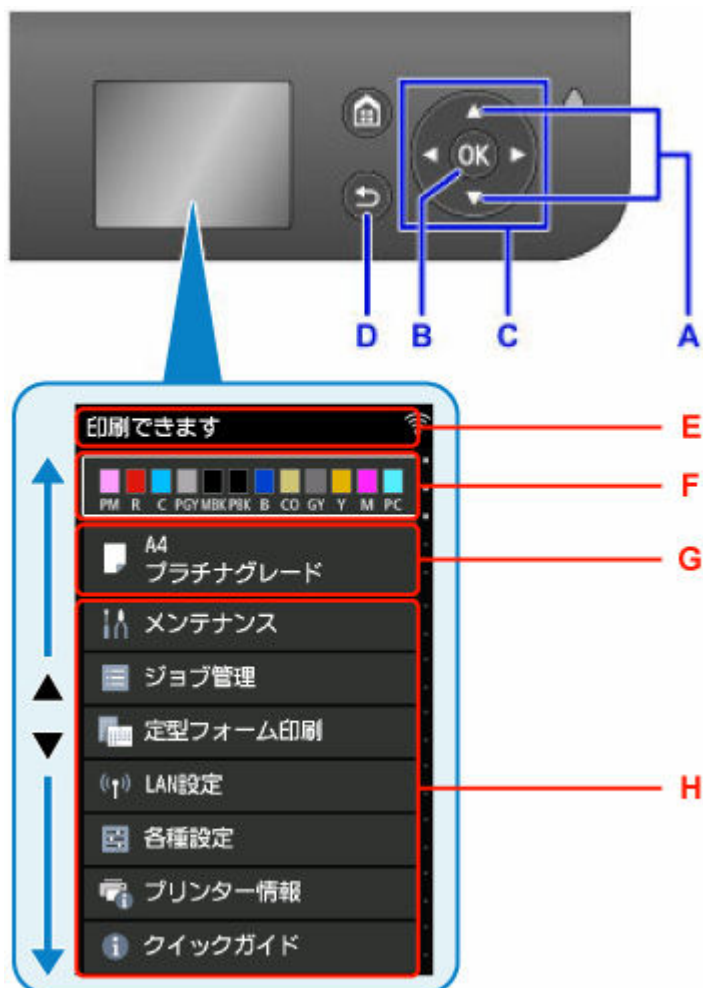 OK
D B C A
印刷できます
E
PM R C PGY MBK PBK B CO GY Y M PC
F
A4
プラチナグレード
G
メンテナンス
ジョブ管理
定型フォーム印刷
LAN設定
H
各種設定
プリンター情報
クイックガイド